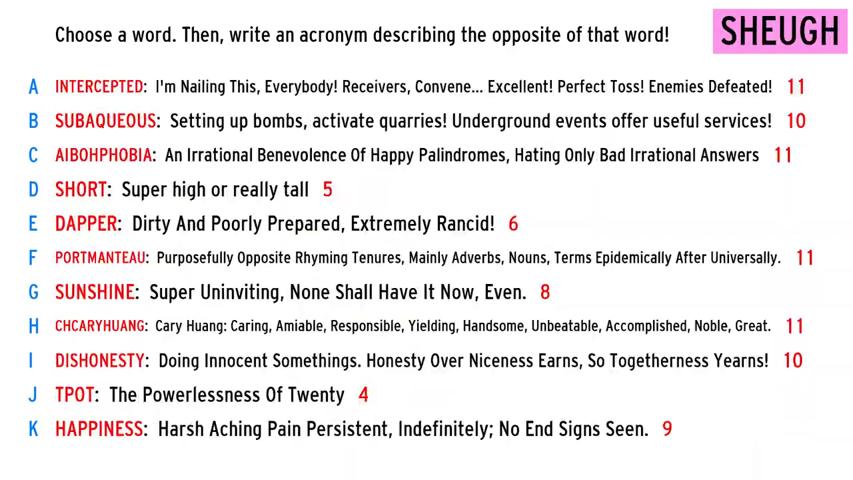 Choose a word. Then, write an acronym describing the opposite of that word!
SHEUGH
A INTERCEPTED: I'm Nailing This, Everybody! Receivers, Convene... Excellent! Perfect Toss! Enemies Defeated! 11
B SUBAQUEOUS: Setting up bombs, activate quarries! Underground events offer useful services! 10
C AIBOHPHOBIA: An Irrational Benevolence Of Happy Palindromes, Hating Only Bad Irrational Answers 11
D SHORT: Super high or really tall 5
E DAPPER: Dirty And Poorly Prepared, Extremely Rancid! 6
F PORTMANTEAU: Purposefully Opposite Rhyming Tenures, Mainly Adverbs, Nouns, Terms Epidemically After Universally. 11
G SUNSHINE: Super Uninviting, None Shall Have It Now, Even. 8
H CHCARYHUANG: Cary Huang: Caring, Amiable, Responsible, Yielding, Handsome, Unbeatable, Accomplished, Noble, Great. 11
I DISHONESTY: Doing Innocent Somethings. Honesty Over Niceness Earns, So Togetherness Yearns! 10
J TPOT: The Powerlessness Of Twenty 4
K HAPPINESS: Harsh Aching Pain Persistent, Indefinitely; No End Signs Seen. 9